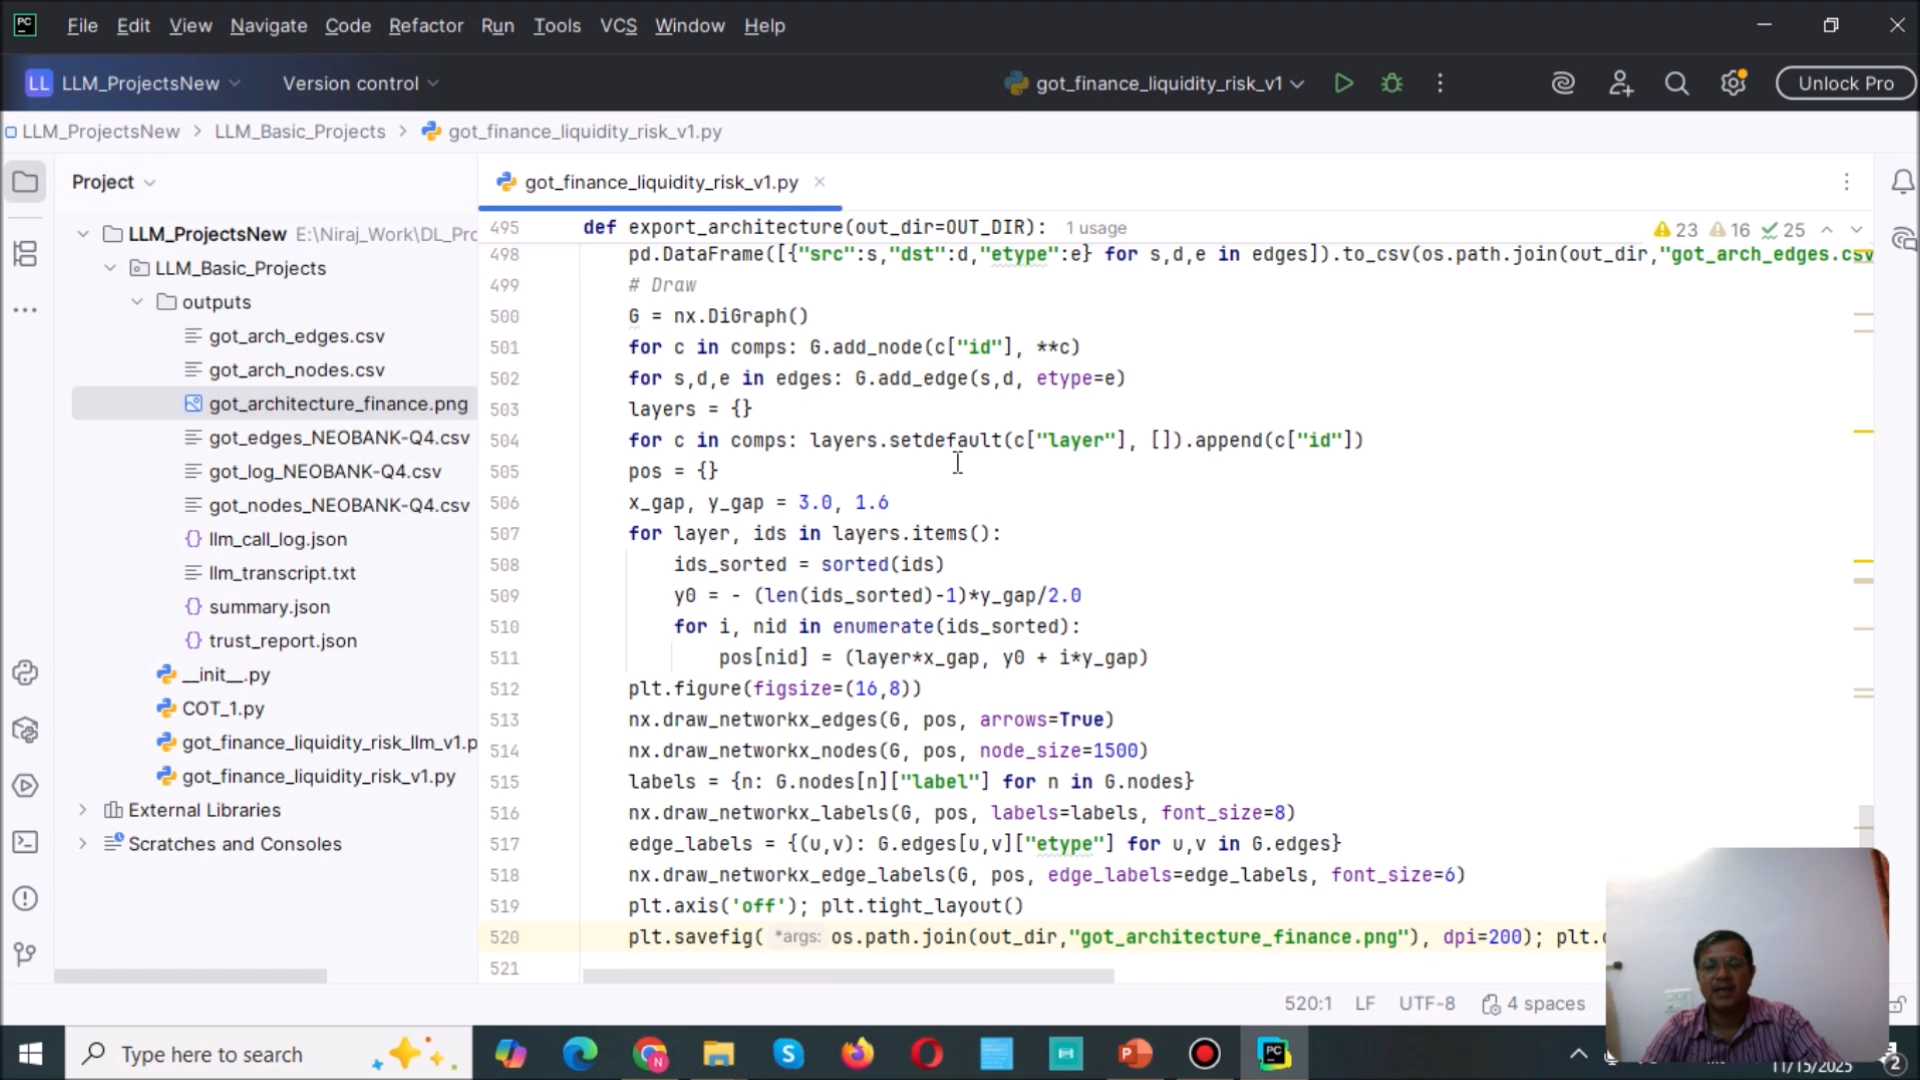 PC File Edit View Navigate Code Refactor Run Tools VCS Window Help
LL LLM_ProjectsNew Version control got_finance_liquidity_risk_v1 Unlock Pro
LLM_ProjectsNew > LLM_Basic_Projects > got_finance_liquidity_risk_v1.py
Project
LLM_ProjectsNew E:\Niraj_Work\DL_Prc
LLM_Basic_Projects
outputs
got_arch_edges.csv
got_arch_nodes.csv
got_architecture_finance.png
got_edges_NEOBANK-Q4.csv
got_log_NEOBANK-Q4.csv
got_nodes_NEOBANK-Q4.csv
llm_call_log.json
llm_transcript.txt
summary.json
trust_report.json
__init__.py
COT_1.py
got_finance_liquidity_risk_llm_v1.p
got_finance_liquidity_risk_v1.py
External Libraries
Scratches and Consoles
got_finance_liquidity_risk_v1.py
495 def export_architecture(out_dir=OUT_DIR): 1 usage
23 16 25
498 pd.DataFrame([{"src":s,"dst":d,"etype":e} for s,d,e in edges]).to_csv(os.path.join(out_dir,"got_arch_edges.csv
499 # Draw
500 G = nx.DiGraph()
501 for c in comps: G.add_node(c["id"], **c)
502 for s,d,e in edges: G.add_edge(s,d, etype=e)
503 layers = {}
504 for c in comps: layers.setdefault(c["layer"], []).append(c["id"])
505 pos = {}
506 x_gap, y_gap = 3.0, 1.6
507 for layer, ids in layers.items():
508 ids_sorted = sorted(ids)
509 y0 = - (len(ids_sorted)-1)*y_gap/2.0
510 for i, nid in enumerate(ids_sorted):
511 pos[nid] = (layer*x_gap, y0 + i*y_gap)
512 plt.figure(figsize=(16,8))
513 nx.draw_networkx_edges(G, pos, arrows=True)
514 nx.draw_networkx_nodes(G, pos, node_size=1500)
515 labels = {n: G.nodes[n]["label"] for n in G.nodes}
516 nx.draw_networkx_labels(G, pos, labels=labels, font_size=8)
517 edge_labels = {(u,v): G.edges[u,v]["etype"] for u,v in G.edges}
518 nx.draw_networkx_edge_labels(G, pos, edge_labels=edge_labels, font_size=6)
519 plt.axis('off'); plt.tight_layout()
520 plt.savefig( *args: os.path.join(out_dir,"got_architecture_finance.png"), dpi=200); plt.
521
520:1 LF UTF-8 4 spaces
Type here to search
11/15/2025
2